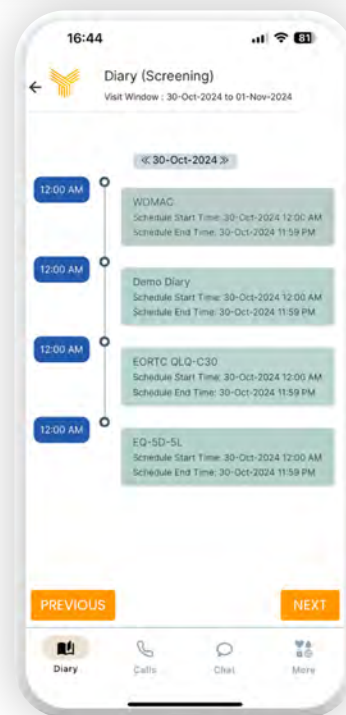 16:44
81
Diary (Screening)
Visit Window : 30-Oct-2024 to 01-Nov-2024
≪ 30-Oct-2024 ≫
12:00 AM
WOMAC
Schedule Start Time: 30-Oct-2024 12:00 AM
Schedule End Time: 30-Oct-2024 11:59 PM
12:00 AM
Demo Diary
Schedule Start Time: 30-Oct-2024 12:00 AM
Schedule End Time: 30-Oct-2024 11:59 PM
12:00 AM
EORTC QLQ-C30
Schedule Start Time: 30-Oct-2024 12:00 AM
Schedule End Time: 30-Oct-2024 11:59 PM
12:00 AM
EQ-5D-5L
Schedule Start Time: 30-Oct-2024 12:00 AM
Schedule End Time: 30-Oct-2024 11:59 PM
PREVIOUS NEXT
Diary Calls Chat More